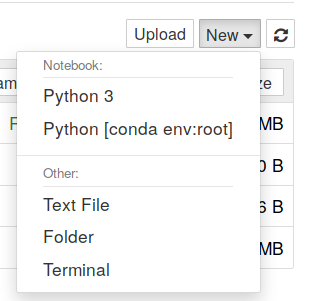 Upload New
Notebook:
am
ze
Python 3
Python [conda env:root]
MB
Other:
0 B
Text File
6 B
Folder
Terminal
MB